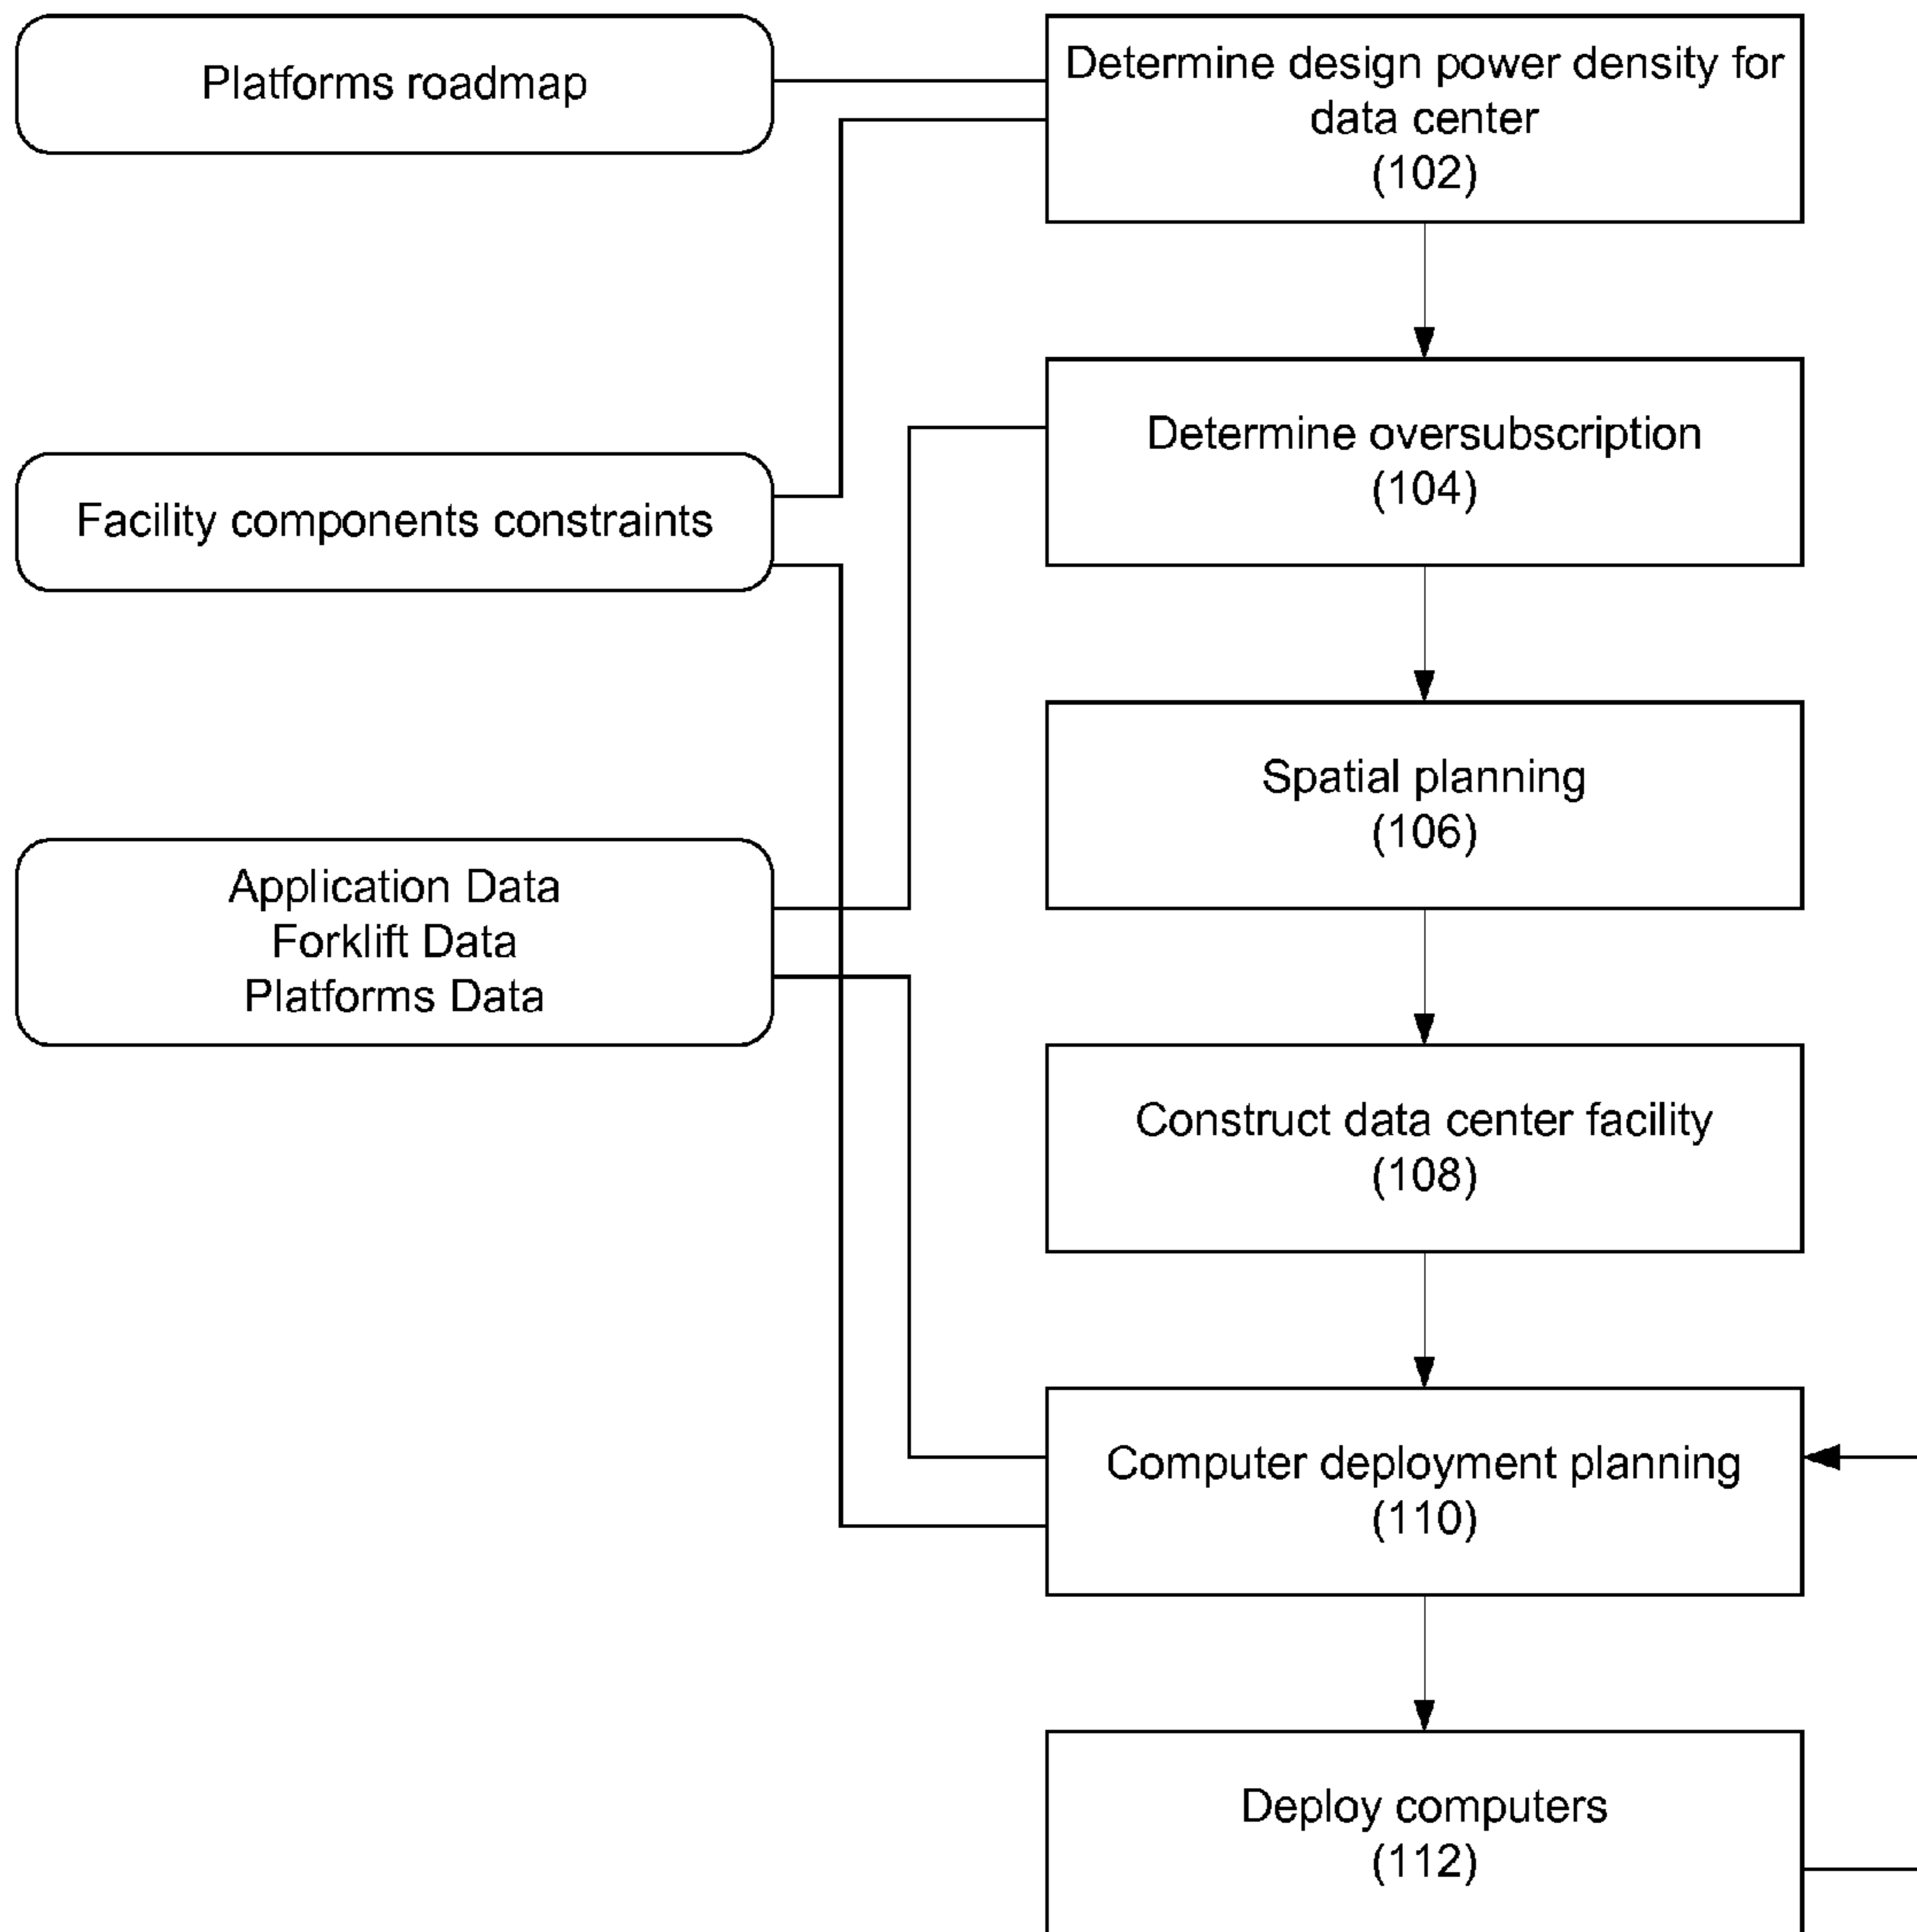 Platforms roadmap
Determine design power density for
data center
(102)
Determine oversubscription
(104)
Facility components constraints
Spatial planning
(106)
Application Data
Forklift Data
Platforms Data
Construct data center facility
(108)
Computer deployment planning
(110)
Deploy computers
(112)